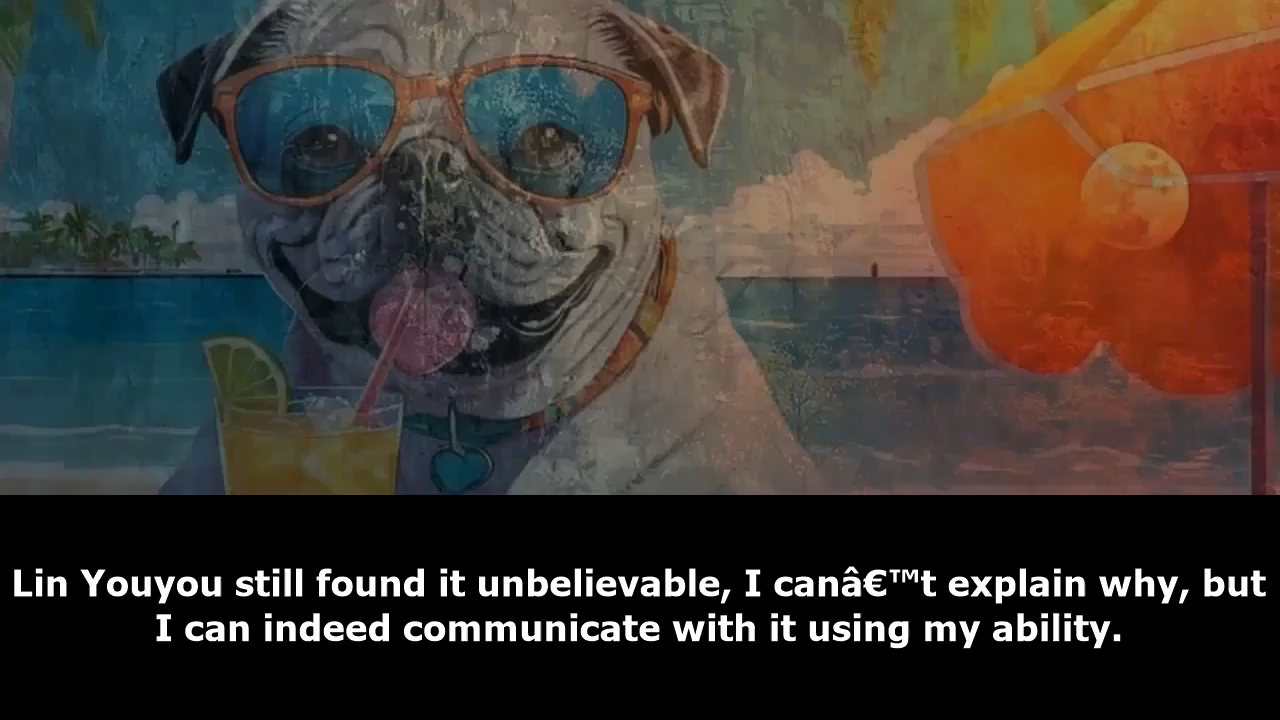 Lin Youyou still found it unbelievable, I canâ€™t explain why, but
I can indeed communicate with it using my ability.